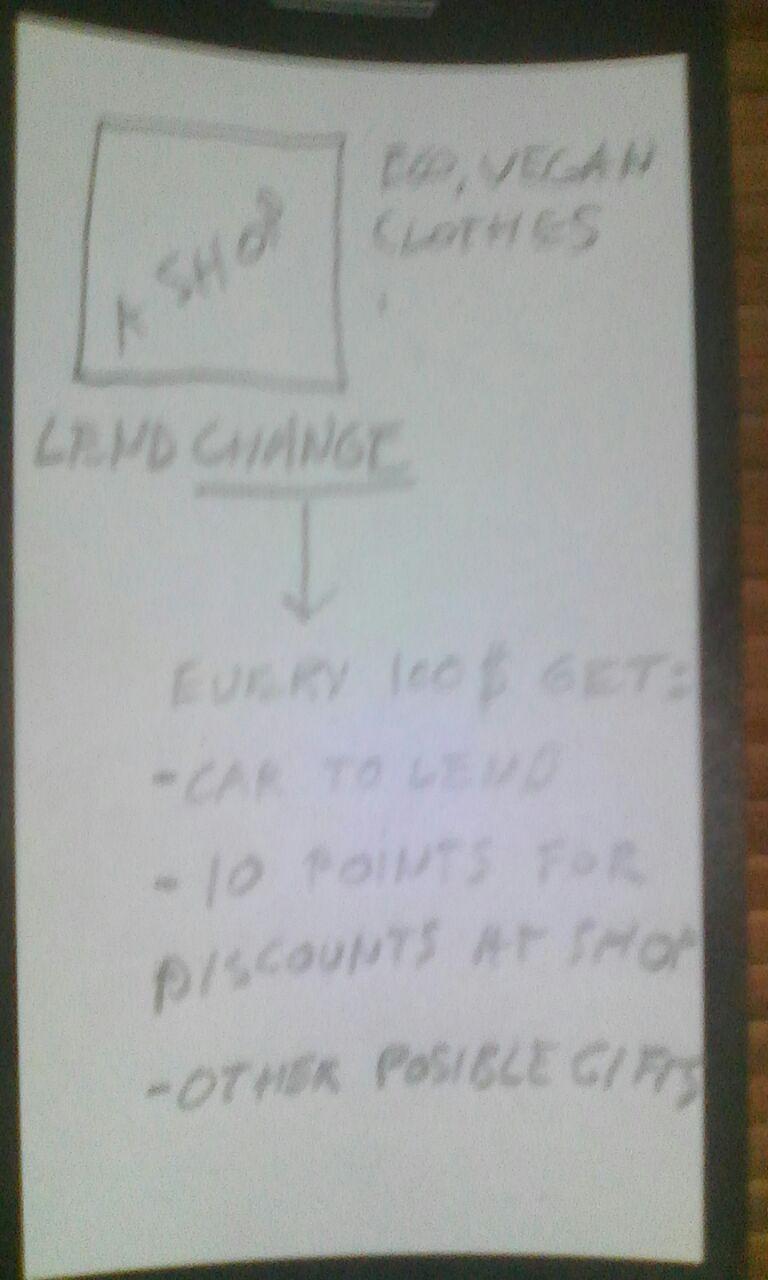 A SHOP
ECO, VEGAN
CLOTHES
LEND CHANGE
EVERY 100$ GET:
-CAR TO LEND
- 10 POINTS FOR
DISCOUNTS AT SHOP
-OTHER POSIBLE GIFTS